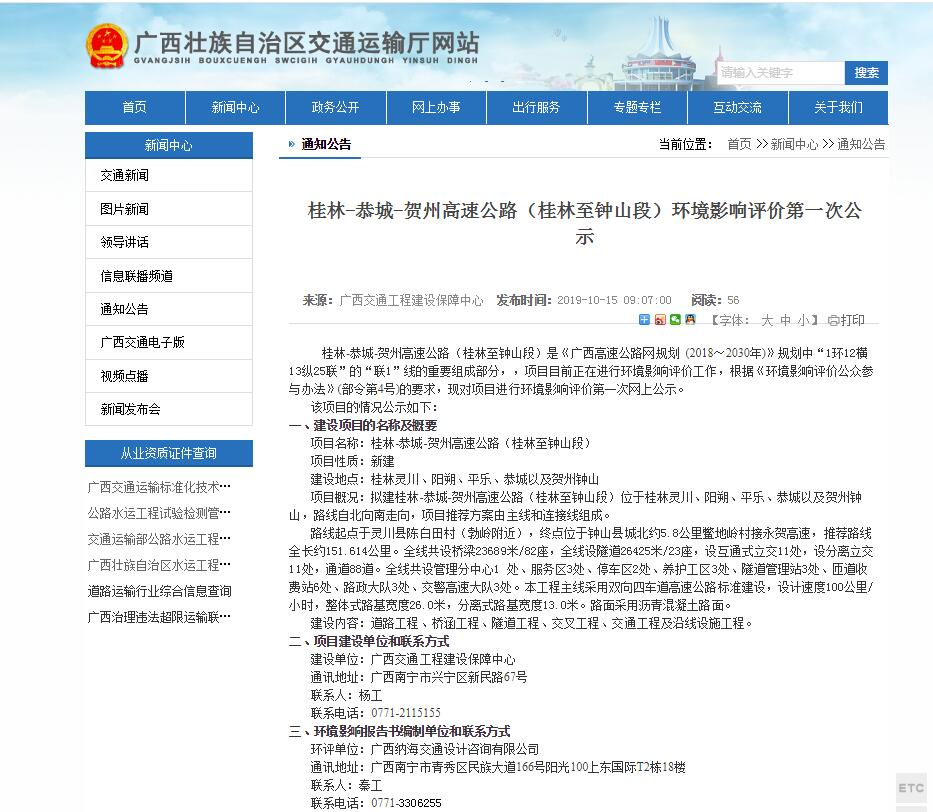 广西壮族自治区交通运输厅网站
GVANGJSIH BOUXCUENGH SWCIGIH GYAUHDUNGH YINSUH DINGH
请输入关键字 搜索
首页 新闻中心 政务公开 网上办事 出行服务 专题专栏 互动交流 关于我们
新闻中心
交通新闻
图片新闻
领导讲话
信息联播频道
通知公告
广西交通电子版
视频点播
新闻发布会
从业资质证件查询
广西交通运输标准化技术…
公路水运工程试验检测管…
交通运输部公路水运工程…
广西壮族自治区水运工程…
道路运输行业综合信息查询
广西治理违法超限运输联…
通知公告 当前位置： 首页 >> 新闻中心 >> 通知公告
桂林-恭城-贺州高速公路（桂林至钟山段）环境影响评价第一次公
示
来源：广西交通工程建设保障中心 发布时间：2019-10-15 09:07:00 阅读：56
【字体： 大 中 小】 打印
桂林-恭城-贺州高速公路（桂林至钟山段）是《广西高速公路网规划（2018～2030年)》规划中“1环12横
13纵25联”的“联1”线的重要组成部分，，项目目前正在进行环境影响评价工作，根据《环境影响评价公众参
与办法》(部令第4号)的要求，现对项目进行环境影响评价第一次网上公示。
该项目的情况公示如下：
一、建设项目的名称及概要
项目名称：桂林-恭城-贺州高速公路（桂林至钟山段）
项目性质：新建
建设地点：桂林灵川、阳朔、平乐、恭城以及贺州钟山
项目概况：拟建桂林-恭城-贺州高速公路（桂林至钟山段）位于桂林灵川、阳朔、平乐、恭城以及贺州钟
山，路线自北向南走向，项目推荐方案由主线和连接线组成。
路线起点于灵川县陈白田村（勃岭附近），终点位于钟山县城北约5.8公里鳖地岭村接永贺高速，推荐路线
全长约151.614公里。全线共设桥梁23689米/82座，全线设隧道26425米/23座，设互通式立交11处，设分离立交
11处，通道88道。全线共设管理分中心1 处、服务区3处、停车区2处、养护工区3处、隧道管理站3处、匝道收
费站6处、路政大队3处、交警高速大队3处。本工程主线采用双向四车道高速公路标准建设，设计速度100公里/
小时，整体式路基宽度26.0米，分离式路基宽度13.0米。路面采用沥青混凝土路面。
建设内容：道路工程、桥涵工程、隧道工程、交叉工程、交通工程及沿线设施工程。
二、项目建设单位和联系方式
建设单位：广西交通工程建设保障中心
通讯地址：广西南宁市兴宁区新民路67号
联系人：杨工
联系电话：0771-2115155
三、环境影响报告书编制单位和联系方式
环评单位：广西纳海交通设计咨询有限公司
通讯地址：广西南宁市青秀区民族大道166号阳光100上东国际T2栋18楼
联系人：秦工
联系电话：0771-3306255
ETC